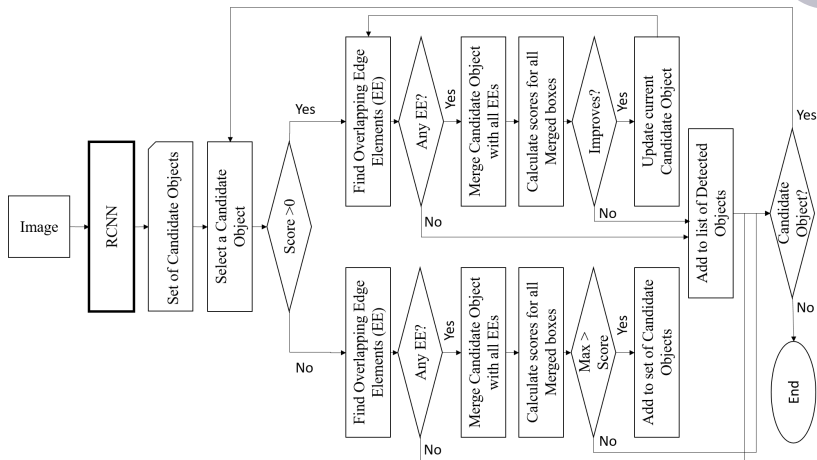 Image
RCNN
Set of Candidate Objects
Select a Candidate
Object
Score >0
Yes
Find Overlapping Edge
Elements (EE)
Any EE?
Yes
Merge Candidate Object
with all EEs
Calculate scores for all
Merged boxes
Improves?
Yes
Update current
Candidate Object
No
No
Add to list of Detected
Objects
Candidate
Object?
Yes
No
End
No
Find Overlapping Edge
Elements (EE)
Any EE?
Yes
Merge Candidate Object
with all EEs
Calculate scores for all
Merged boxes
Max >
Score
Yes
Add to set of Candidate
Objects
No
No